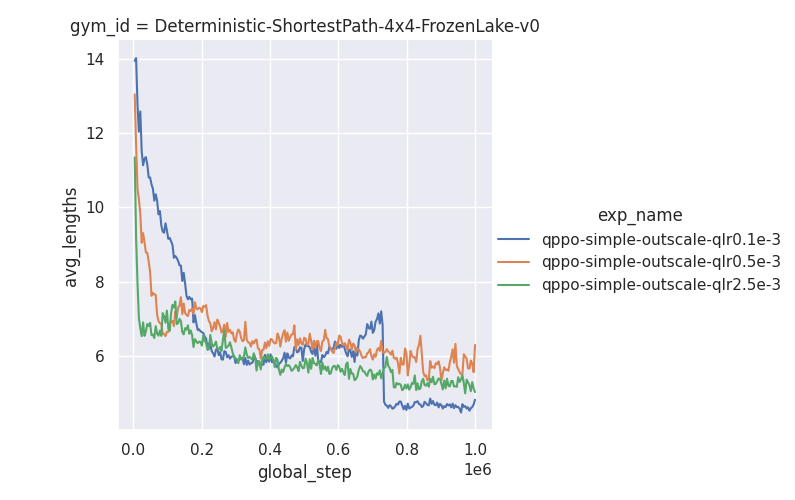 gym_id = Deterministic-ShortestPath-4x4-FrozenLake-v0
14
12
10
8
6
avg_lengths
0.0 0.2 0.4 0.6 0.8 1.0
1e6
global_step
exp_name
qppo-simple-outscale-qlr0.1e-3
qppo-simple-outscale-qlr0.5e-3
qppo-simple-outscale-qlr2.5e-3